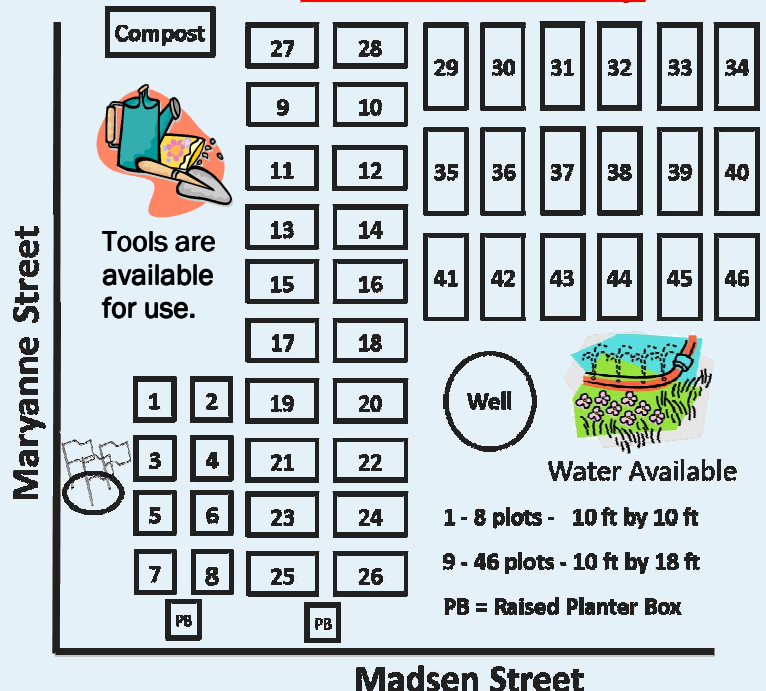 Compost
27 28
29 30 31 32 33 34
9 10
11 12
35 36 37 38 39 40
13 14
Tools are
available
for use.
15 16
41 42 43 44 45 46
17 18
Maryanne Street
1 2 19 20
Well
3 4 21 22
Water Available
5 6 23 24
1 - 8 plots - 10 ft by 10 ft
9 - 46 plots - 10 ft by 18 ft
7 8 25 26
PB = Raised Planter Box
PB PB
Madsen Street